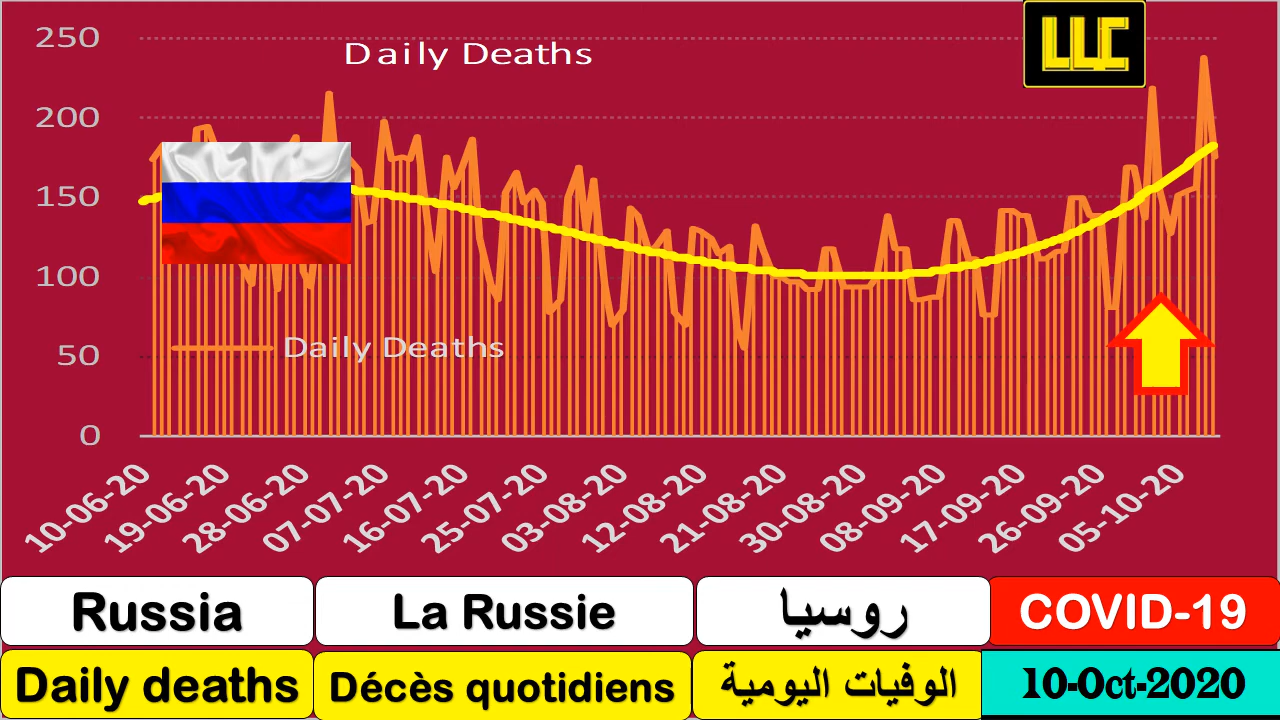 250
Daily Deaths
LLC
200
150
100
Daily Deaths
50
0
10-06-20 19-06-20 28-06-20 07-07-20 16-07-20 25-07-20 03-08-20 12-08-20 21-08-20 30-08-20 08-09-20 17-09-20 26-09-20 05-10-20
Russia La Russie روسيا COVID-19
Daily deaths Décès quotidiens الوفيات اليومية 10-Oct-2020